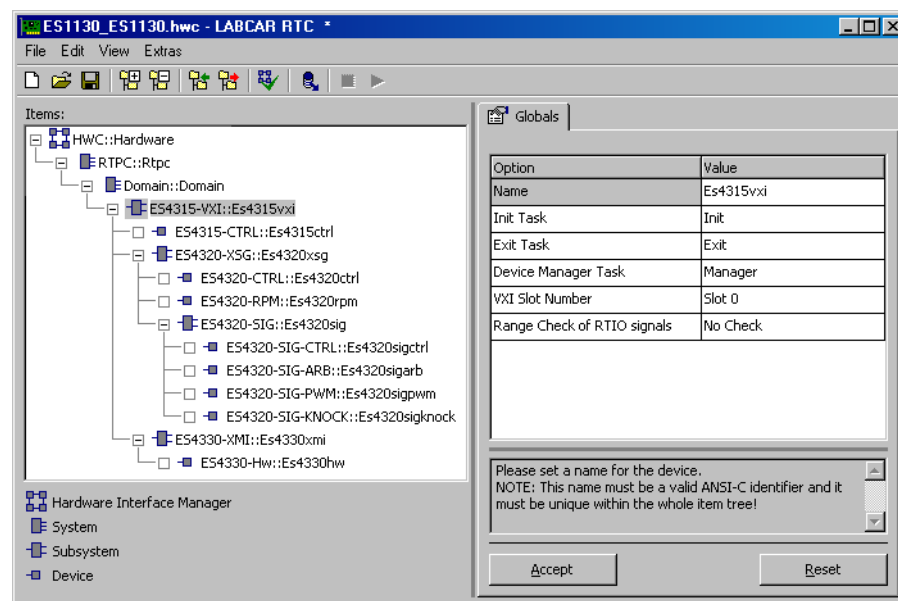 ES1130_ES1130.hwc - LABCAR RTC *
File Edit View Extras
Items:
HWC::Hardware
RTPC::Rtpc
Domain::Domain
ES4315-VXI::Es4315vxi
ES4315-CTRL::Es4315ctrl
ES4320-XSG::Es4320xsg
ES4320-CTRL::Es4320ctrl
ES4320-RPM::Es4320rpm
ES4320-SIG::Es4320sig
ES4320-SIG-CTRL::Es4320sigctrl
ES4320-SIG-ARB::Es4320sigarb
ES4320-SIG-PWM::Es4320sigpwm
ES4320-SIG-KNOCK::Es4320sigknock
ES4330-XMI::Es4330xmi
ES4330-Hw::Es4330hw
Hardware Interface Manager
System
Subsystem
Device
Globals
Option Value
Name Es4315vxi
Init Task Init
Exit Task Exit
Device Manager Task Manager
VXI Slot Number Slot 0
Range Check of RTIO signals No Check
Please set a name for the device.
NOTE: This name must be a valid ANSI-C identifier and it
must be unique within the whole item tree!
Accept Reset